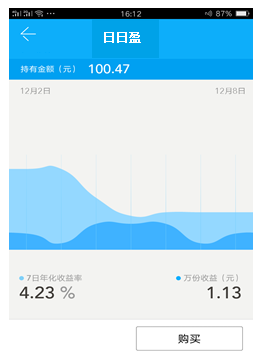 16:12
87%
日日盈
持有金额（元） 100.47
12月2日 12月8日
7日年化收益率 万份收益（元）
4.23 % 1.13
购买